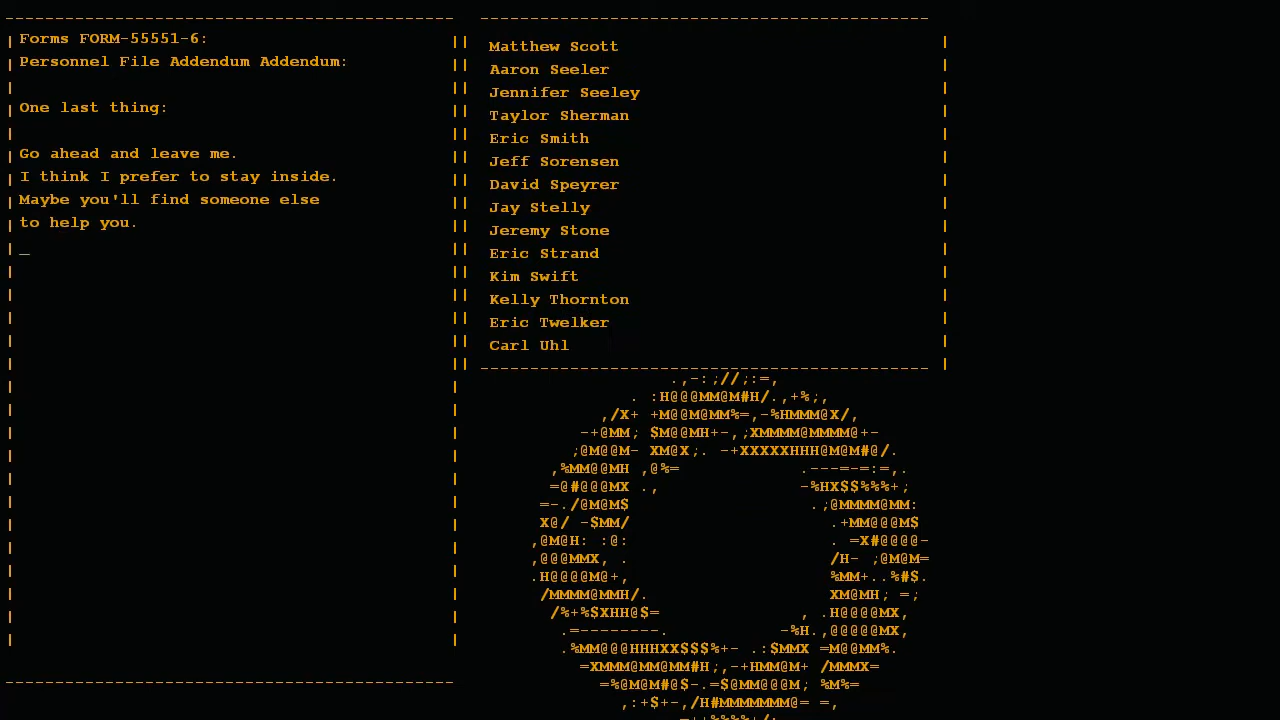 Forms FORM-55551-6:
Personnel File Addendum Addendum:
One last thing:
Go ahead and leave me.
I think I prefer to stay inside.
Maybe you'll find someone else
to help you.
_
Matthew Scott
Aaron Seeler
Jennifer Seeley
Taylor Sherman
Eric Smith
Jeff Sorensen
David Speyrer
Jay Stelly
Jeremy Stone
Eric Strand
Kim Swift
Kelly Thornton
Eric Twelker
Carl Uhl